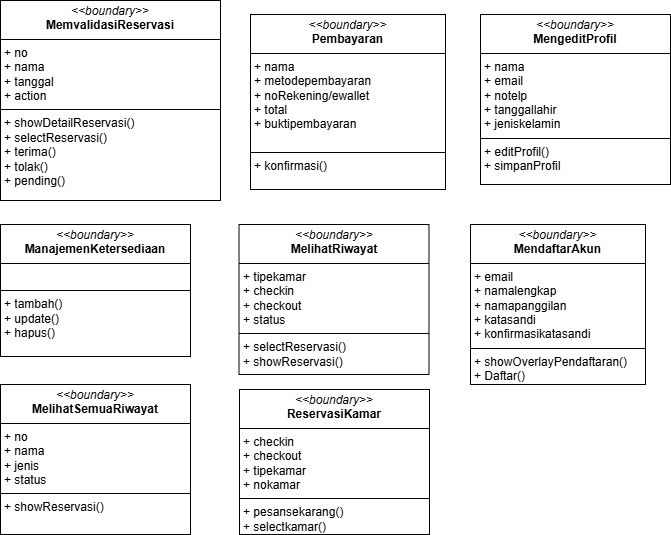 <<boundary>>
MemvalidasiReservasi
+ no
+ nama
+ tanggal
+ action
+ showDetailReservasi()
+ selectReservasi()
+ terima()
+ tolak()
+ pending()
<<boundary>>
Pembayaran
+ nama
+ metodepembayaran
+ noRekening/ewallet
+ total
+ buktipembayaran
+ konfirmasi()
<<boundary>>
MengeditProfil
+ nama
+ email
+ notelp
+ tanggallahir
+ jeniskelamin
+ editProfil()
+ simpanProfil
<<boundary>>
ManajemenKetersediaan
+ tambah()
+ update()
+ hapus()
<<boundary>>
MelihatRiwayat
+ tipekamar
+ checkin
+ checkout
+ status
+ selectReservasi()
+ showReservasi()
<<boundary>>
MendaftarAkun
+ email
+ namalengkap
+ namapanggilan
+ katasandi
+ konfirmasikatasandi
+ showOverlayPendaftaran()
+ Daftar()
<<boundary>>
MelihatSemuaRiwayat
+ no
+ nama
+ jenis
+ status
+ showReservasi()
<<boundary>>
ReservasiKamar
+ checkin
+ checkout
+ tipekamar
+ nokamar
+ pesansekarang()
+ selectkamar()